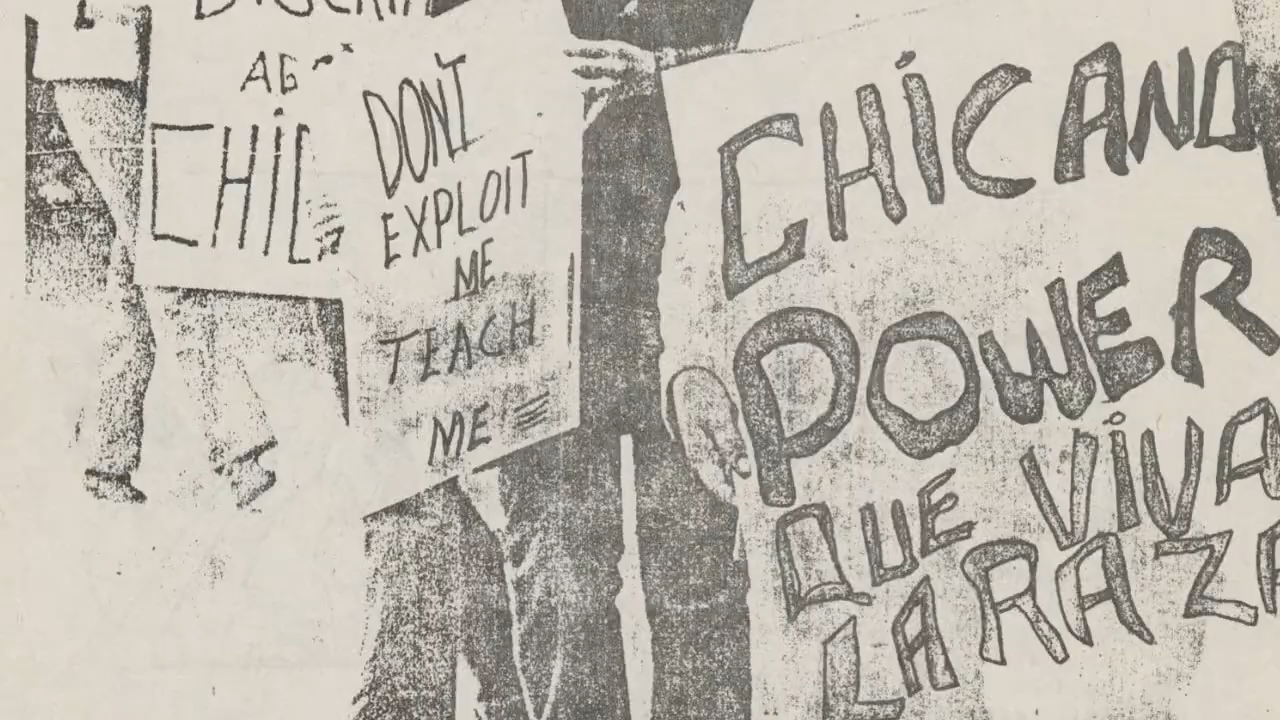 AG
CHIC
DON'T
EXPLOIT
ME
TEACH
ME
CHICANO
POWER
QUE VIVA
LA RAZA